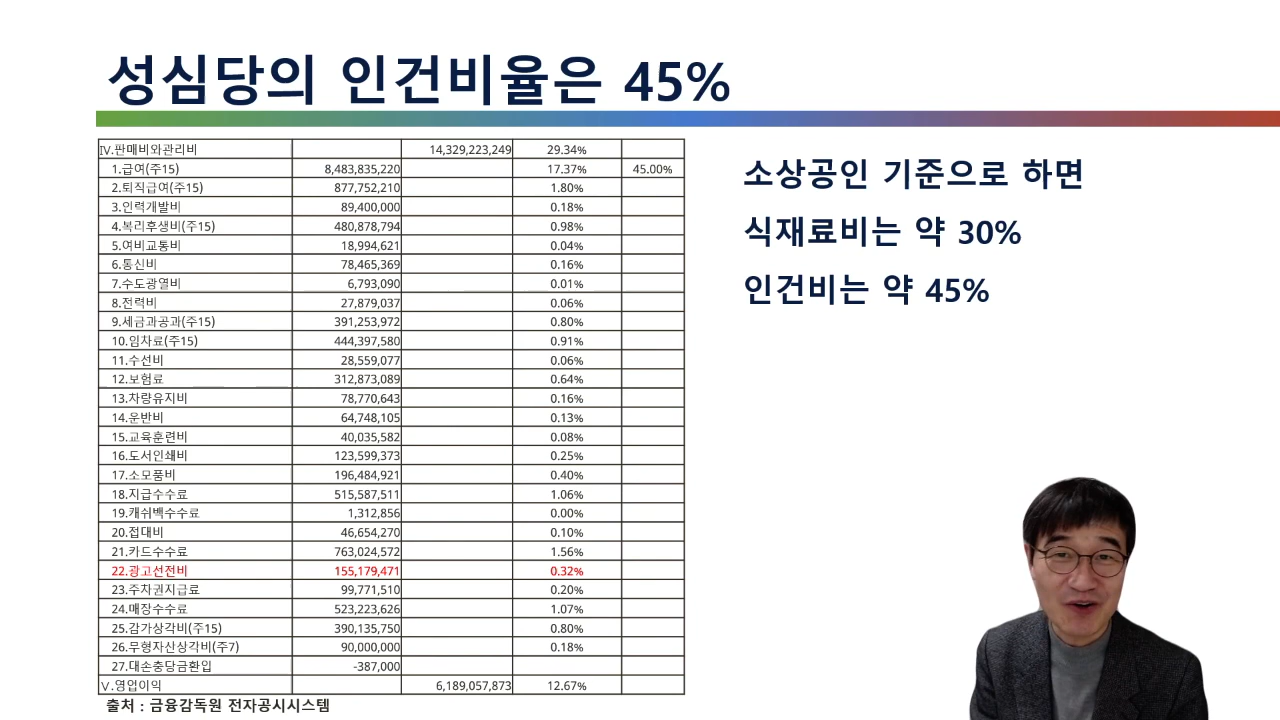 성심당의 인건비율은 45%
Ⅳ.판매비와관리비 14,329,223,249 29.34%
1.급여(주15) 8,483,835,220 17.37% 45.00%
2.퇴직급여(주15) 877,752,210 1.80%
3.인력개발비 89,400,000 0.18%
4.복리후생비(주15) 480,878,794 0.98%
5.여비교통비 18,994,621 0.04%
6.통신비 78,465,369 0.16%
7.수도광열비 6,793,090 0.01%
8.전력비 27,879,037 0.06%
9.세금과공과(주15) 391,253,972 0.80%
10.임차료(주15) 444,397,580 0.91%
11.수선비 28,559,077 0.06%
12.보험료 312,873,089 0.64%
13.차량유지비 78,770,643 0.16%
14.운반비 64,748,105 0.13%
15.교육훈련비 40,035,582 0.08%
16.도서인쇄비 123,599,373 0.25%
17.소모품비 196,484,921 0.40%
18.지급수수료 515,587,511 1.06%
19.캐쉬백수수료 1,312,856 0.00%
20.접대비 46,654,270 0.10%
21.카드수수료 763,024,572 1.56%
22.광고선전비 155,179,471 0.32%
23.주차권지급료 99,771,510 0.20%
24.매장수수료 523,223,626 1.07%
25.감가상각비(주15) 390,135,750 0.80%
26.무형자산상각비(주7) 90,000,000 0.18%
27.대손충당금환입 -387,000
Ⅴ.영업이익 6,189,057,873 12.67%
출처 : 금융감독원 전자공시시스템
소상공인 기준으로 하면
식재료비는 약 30%
인건비는 약 45%